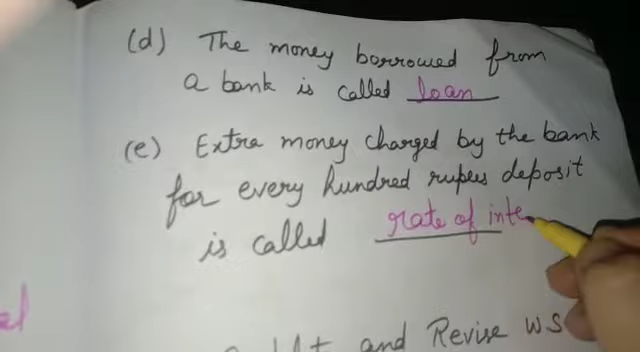 (d) The money borrowed from
a bank is called loan
(e) Extra money charged by the bank
for every hundred rupees deposit
is called rate of inte
and Revise WS